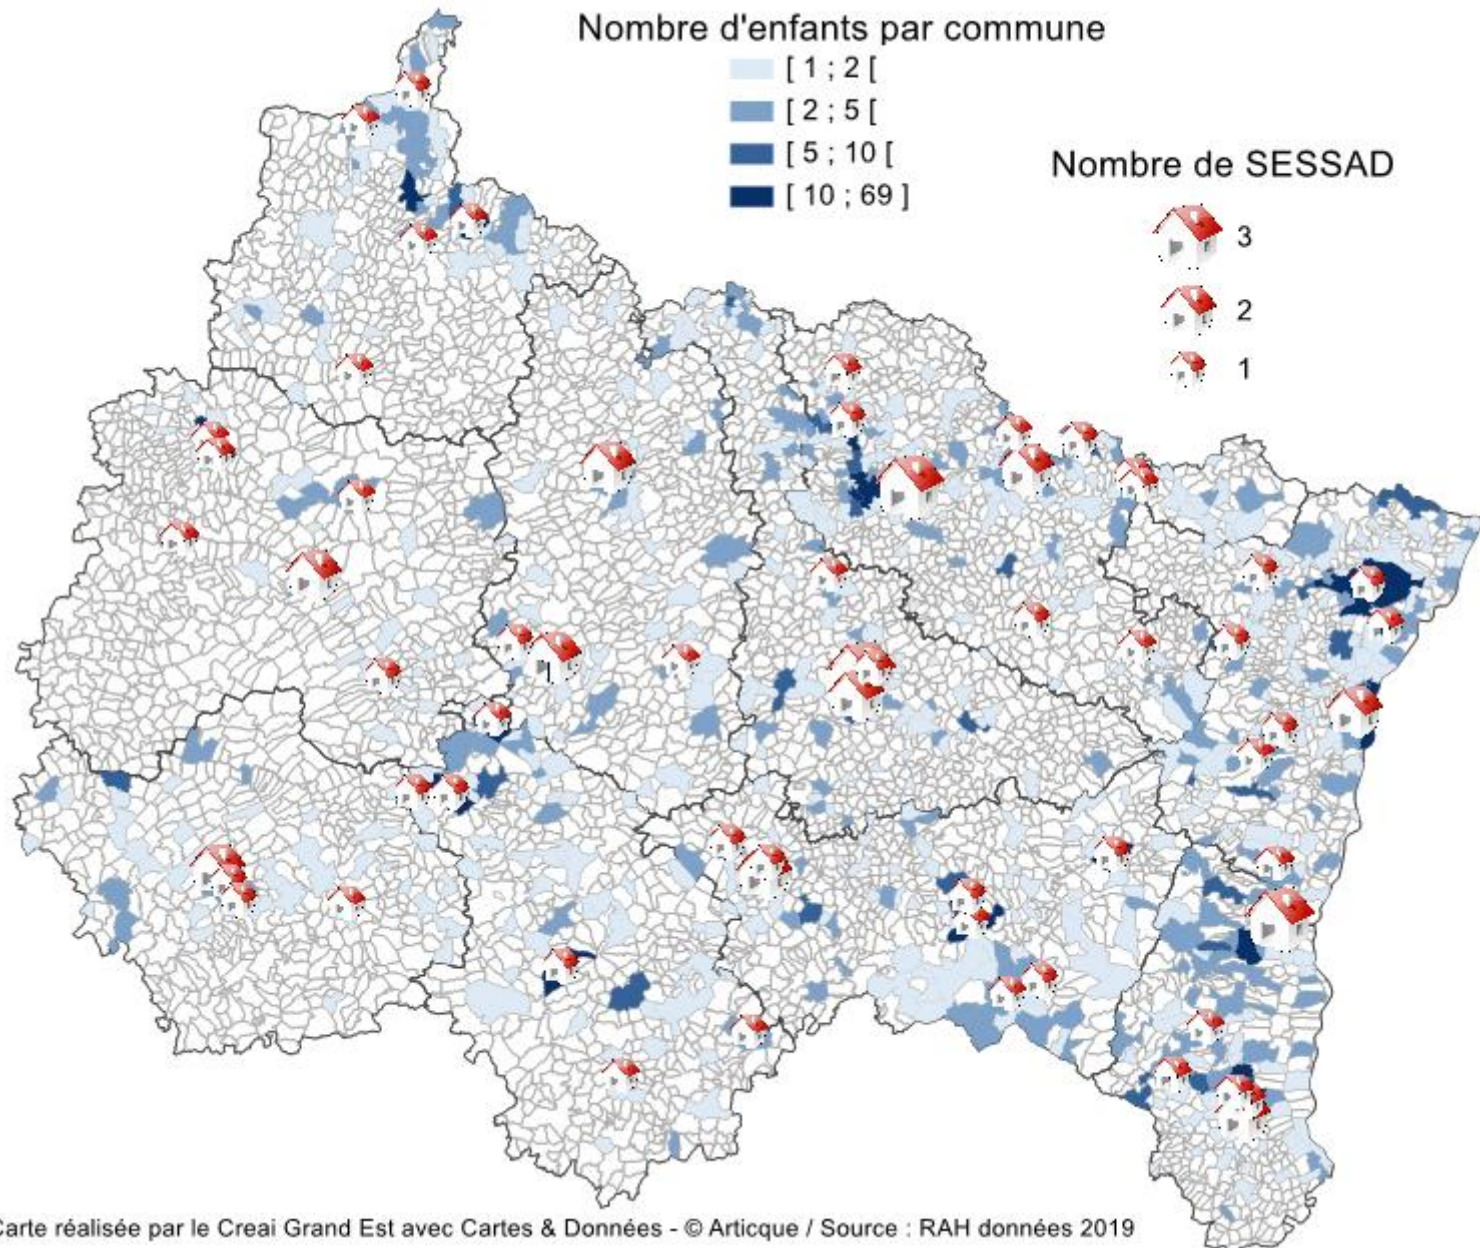 Nombre d'enfants par commune
[ 1 ; 2 [
[ 2 ; 5 [
[ 5 ; 10 [
[ 10 ; 69 ]
Nombre de SESSAD
3
2
1
Carte réalisée par le Creai Grand Est avec Cartes & Données - © Articque / Source : RAH données 2019